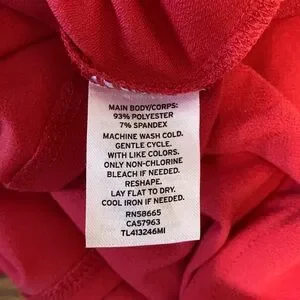 MAIN BODY/CORPS:
93% POLYESTER
7% SPANDEX
MACHINE WASH COLD.
GENTLE CYCLE.
WITH LIKE COLORS.
ONLY NON-CHLORINE
BLEACH IF NEEDED.
RESHAPE.
LAY FLAT TO DRY.
COOL IRON IF NEEDED.
RN58665
CA57963
TL413246MI